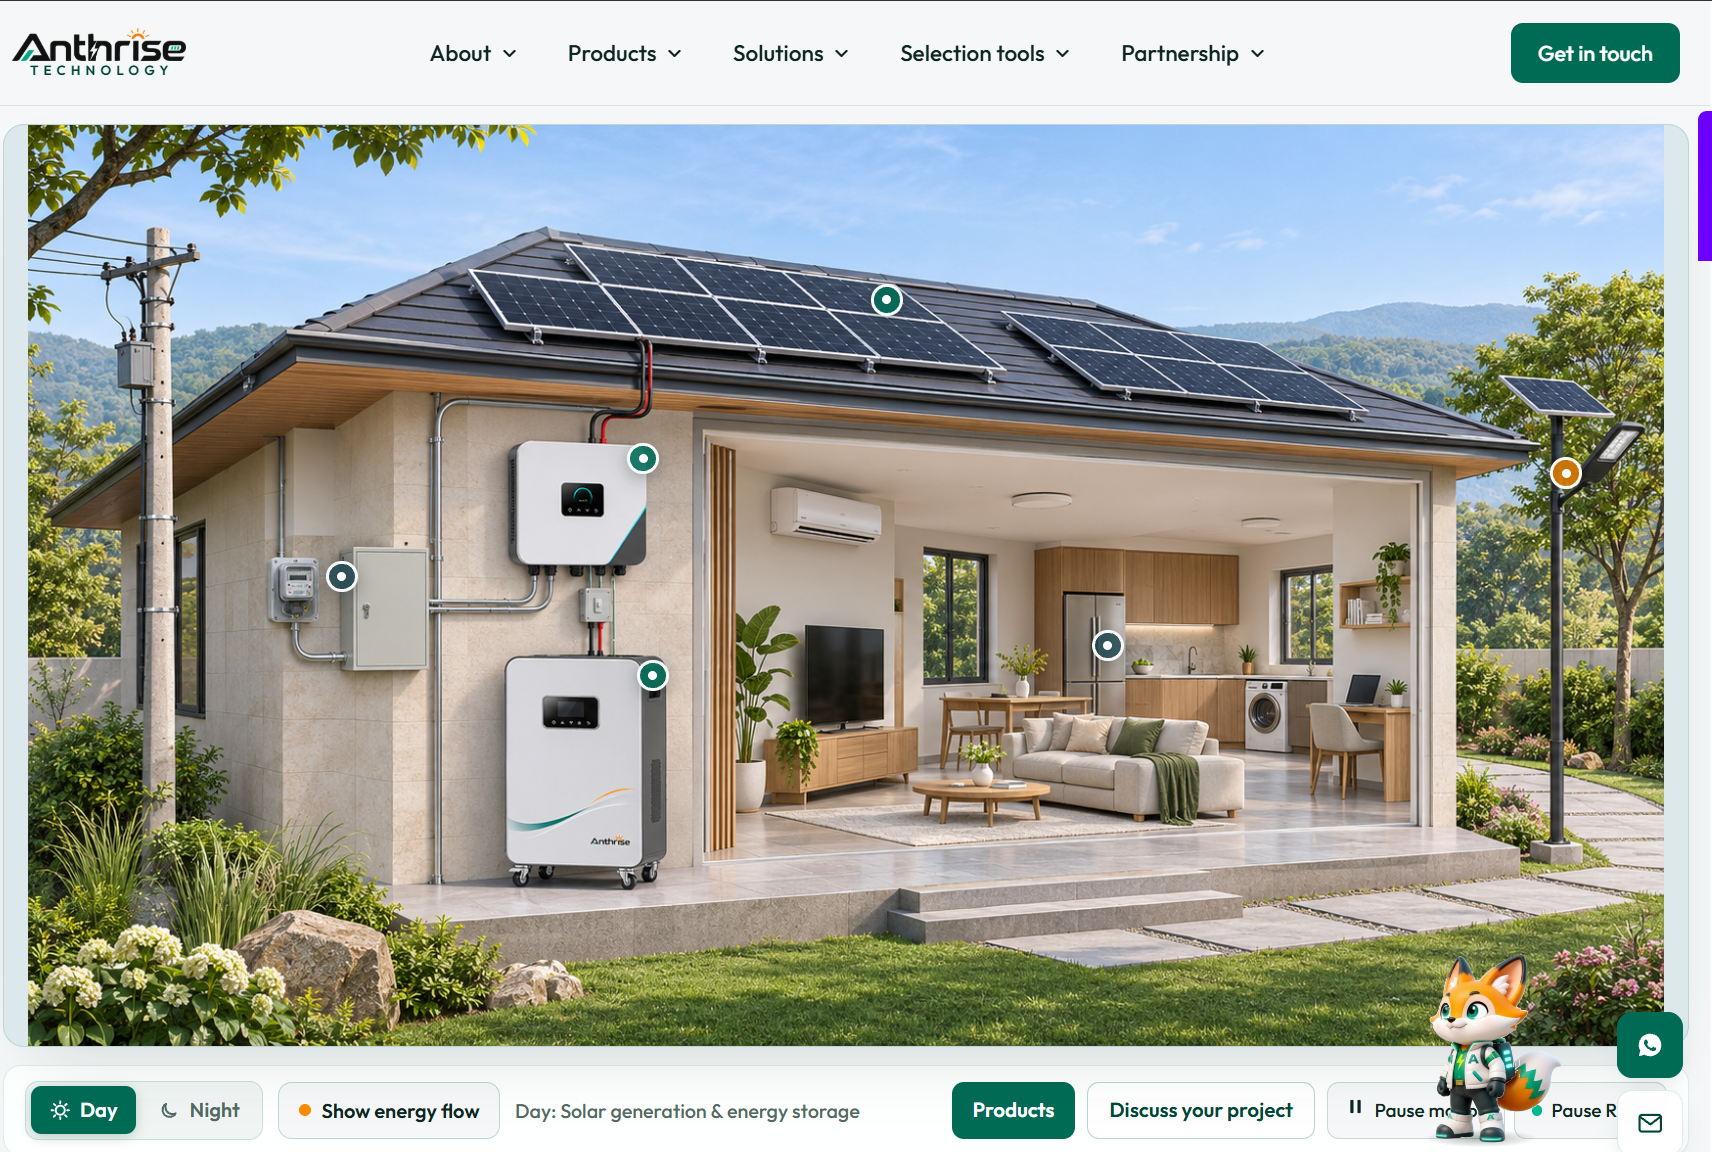 Anthrise
TECHNOLOGY
About
Products
Solutions
Selection tools
Partnership
Get in touch
Anthrise
Day
Night
Show energy flow
Day: Solar generation & energy storage
Products
Discuss your project
Pause
Pause R